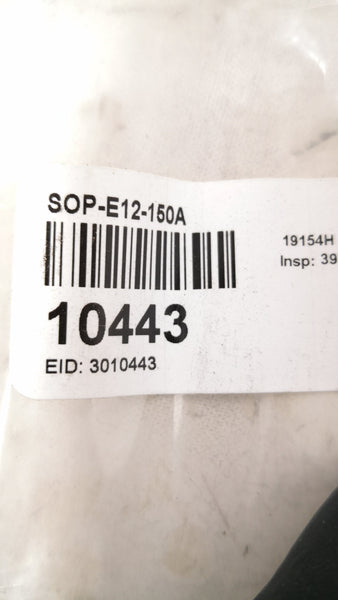 SOP-E12-150A
19154H
Insp: 39
10443
EID: 3010443